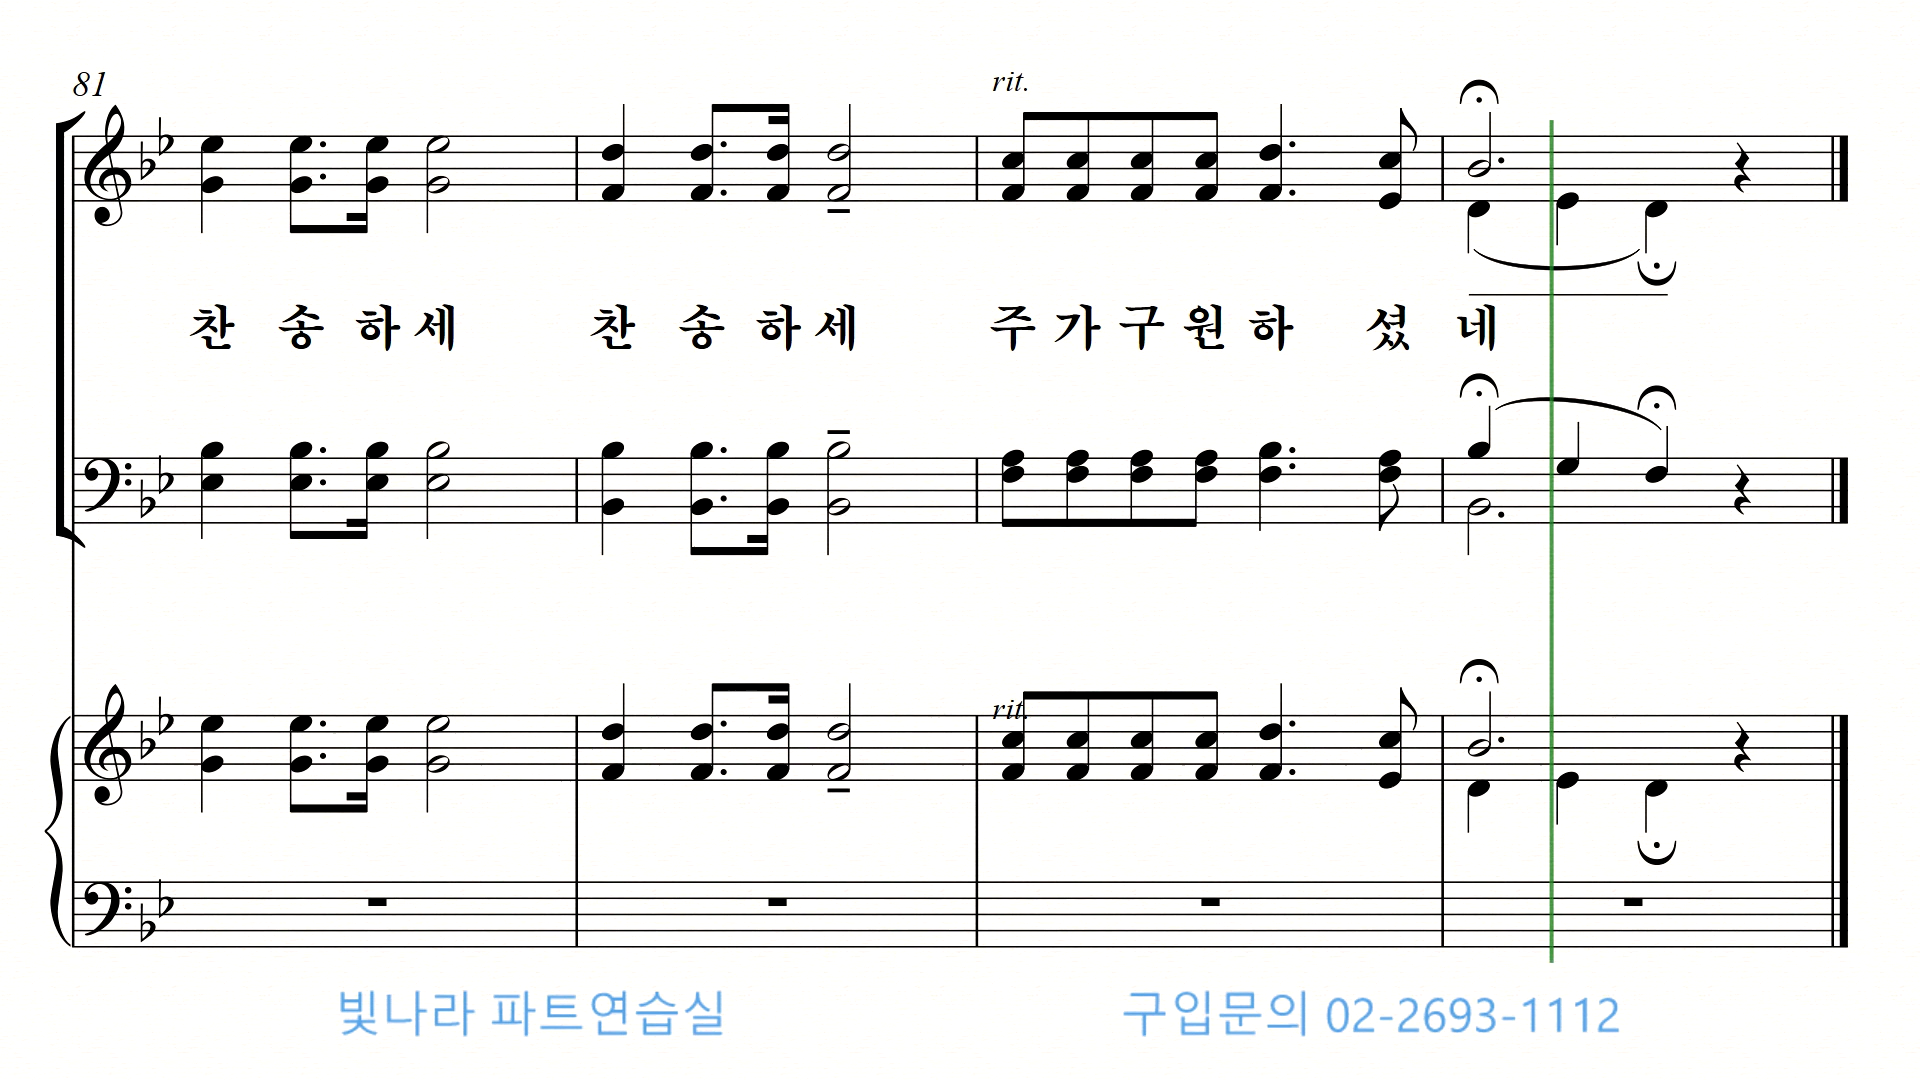 81
rit.
찬 송 하 세 찬 송 하 세 주 가 구 원 하 셨 네
rit.
빛나라 파트연습실 구입문의 02-2693-1112